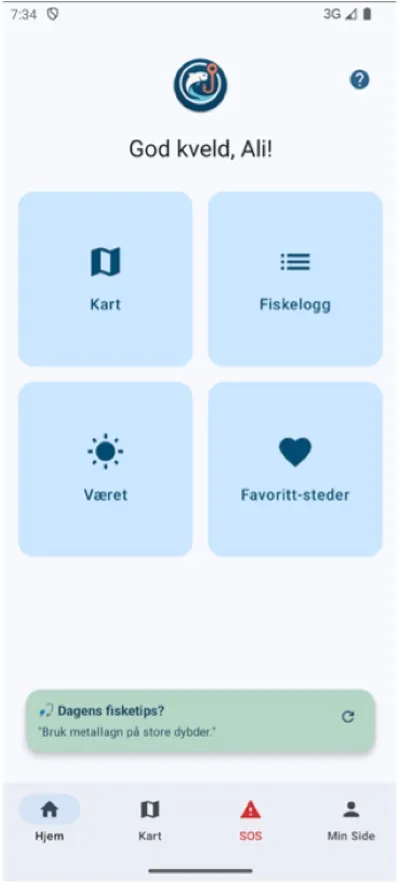 7:34
3G
God kveld, Ali!
Kart
Fiskelogg
Været
Favoritt-steder
Dagens fisketips?
"Bruk metallagn på store dybder."
Hjem
Kart
SOS
Min Side